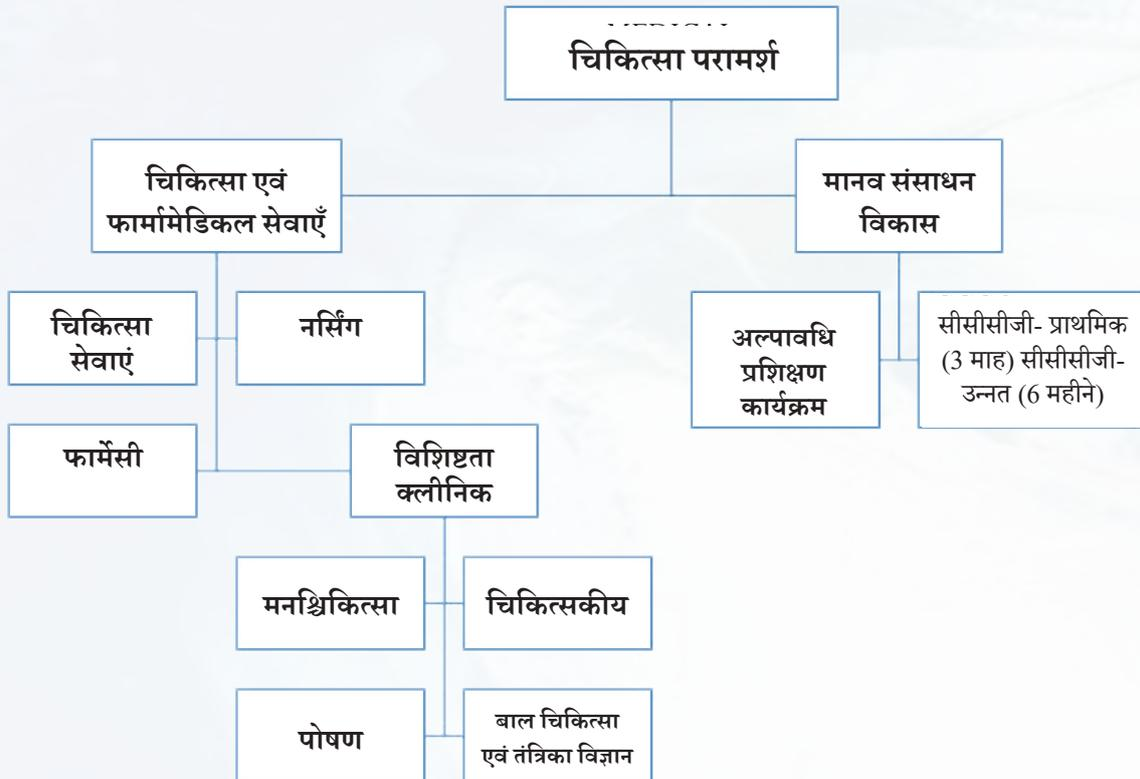 चिकित्सा परामर्श
चिकित्सा एवं
फार्मामेडिकल सेवाएँ
मानव संसाधन
विकास
चिकित्सा
सेवाएं
नर्सिंग
अल्पावधि
प्रशिक्षण
कार्यक्रम
सीसीसीजी- प्राथमिक
(3 माह) सीसीसीजी-
उन्नत (6 महीने)
फार्मेसी
विशिष्टता
क्लीनिक
मनश्चिकित्सा
चिकित्सकीय
पोषण
बाल चिकित्सा
एवं तंत्रिका विज्ञान